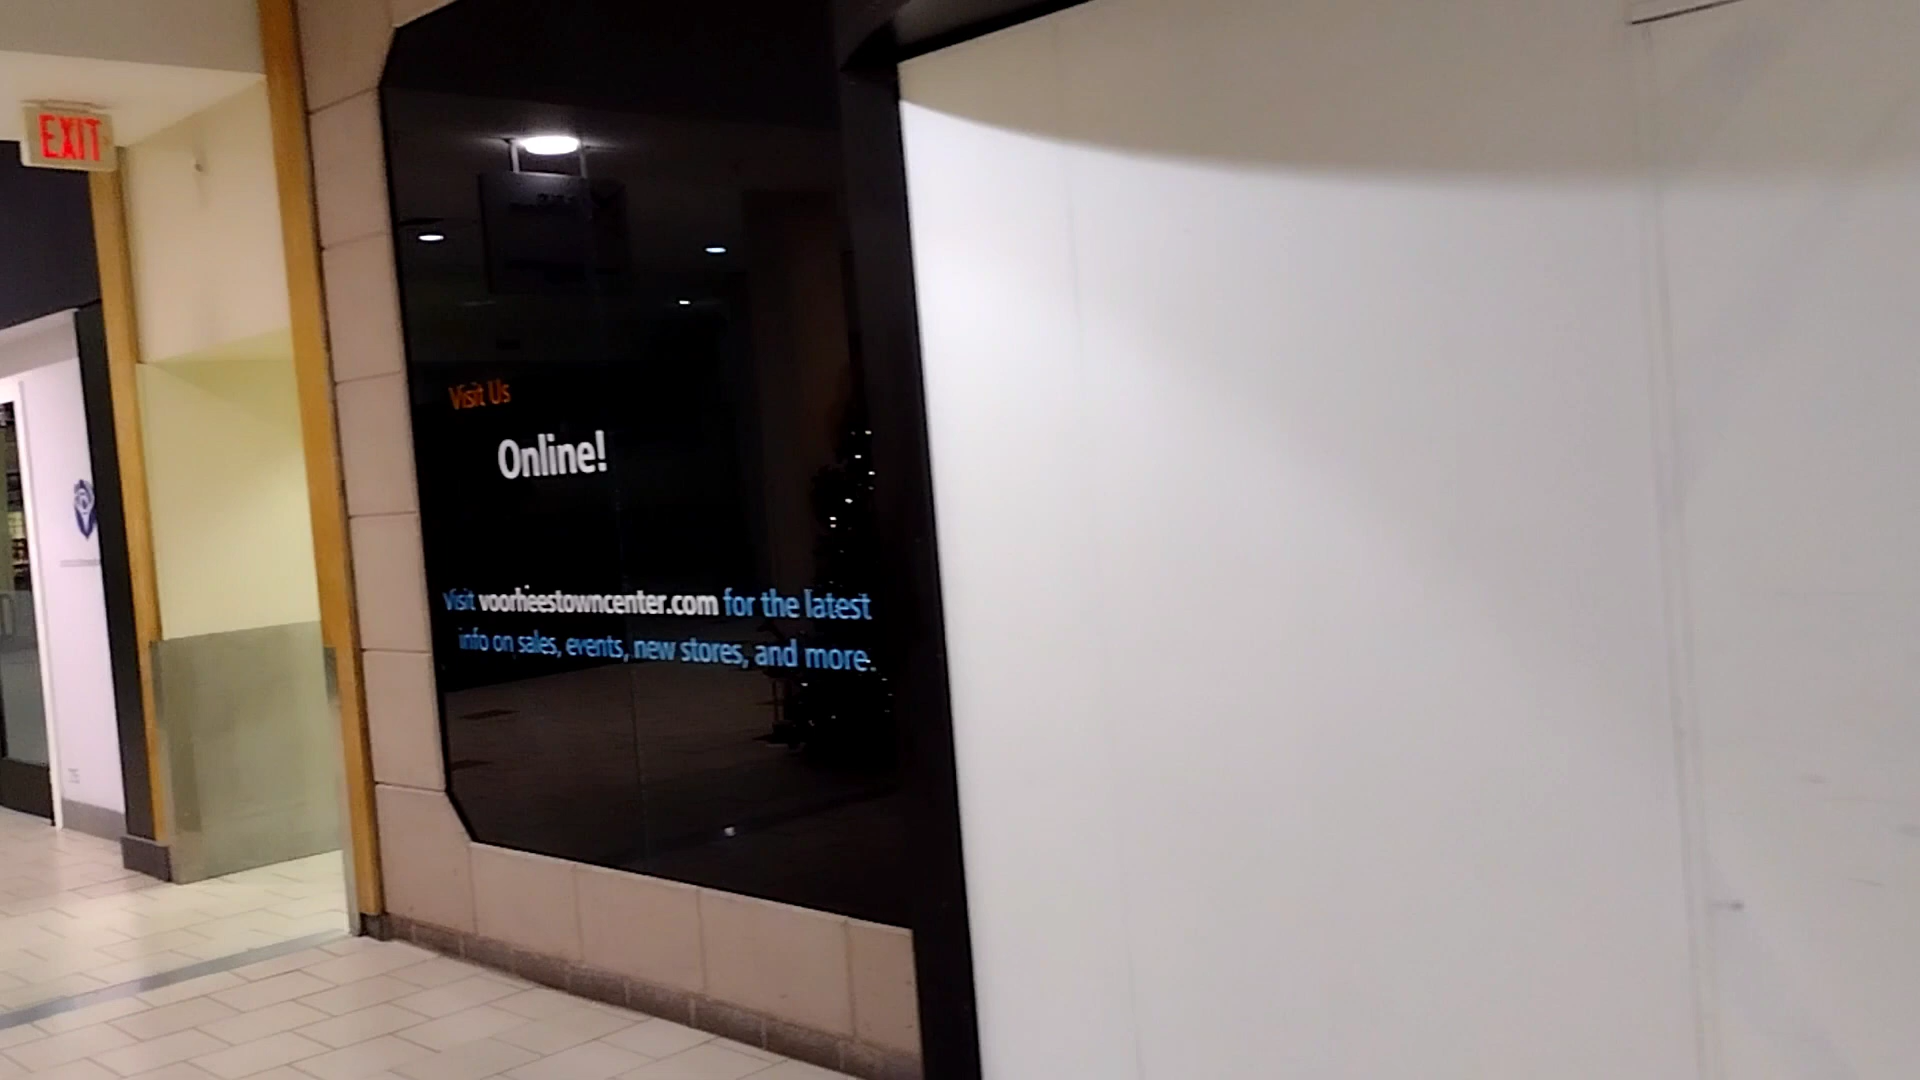 EXIT
Visit Us
Online!
Visit voorheestowncenter.com for the latest
info on sales, events, new stores, and more.